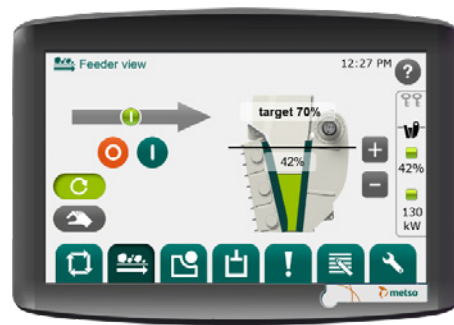 Feeder view
12:27 PM
?
target 70%
42%
42%
130
kW
metso